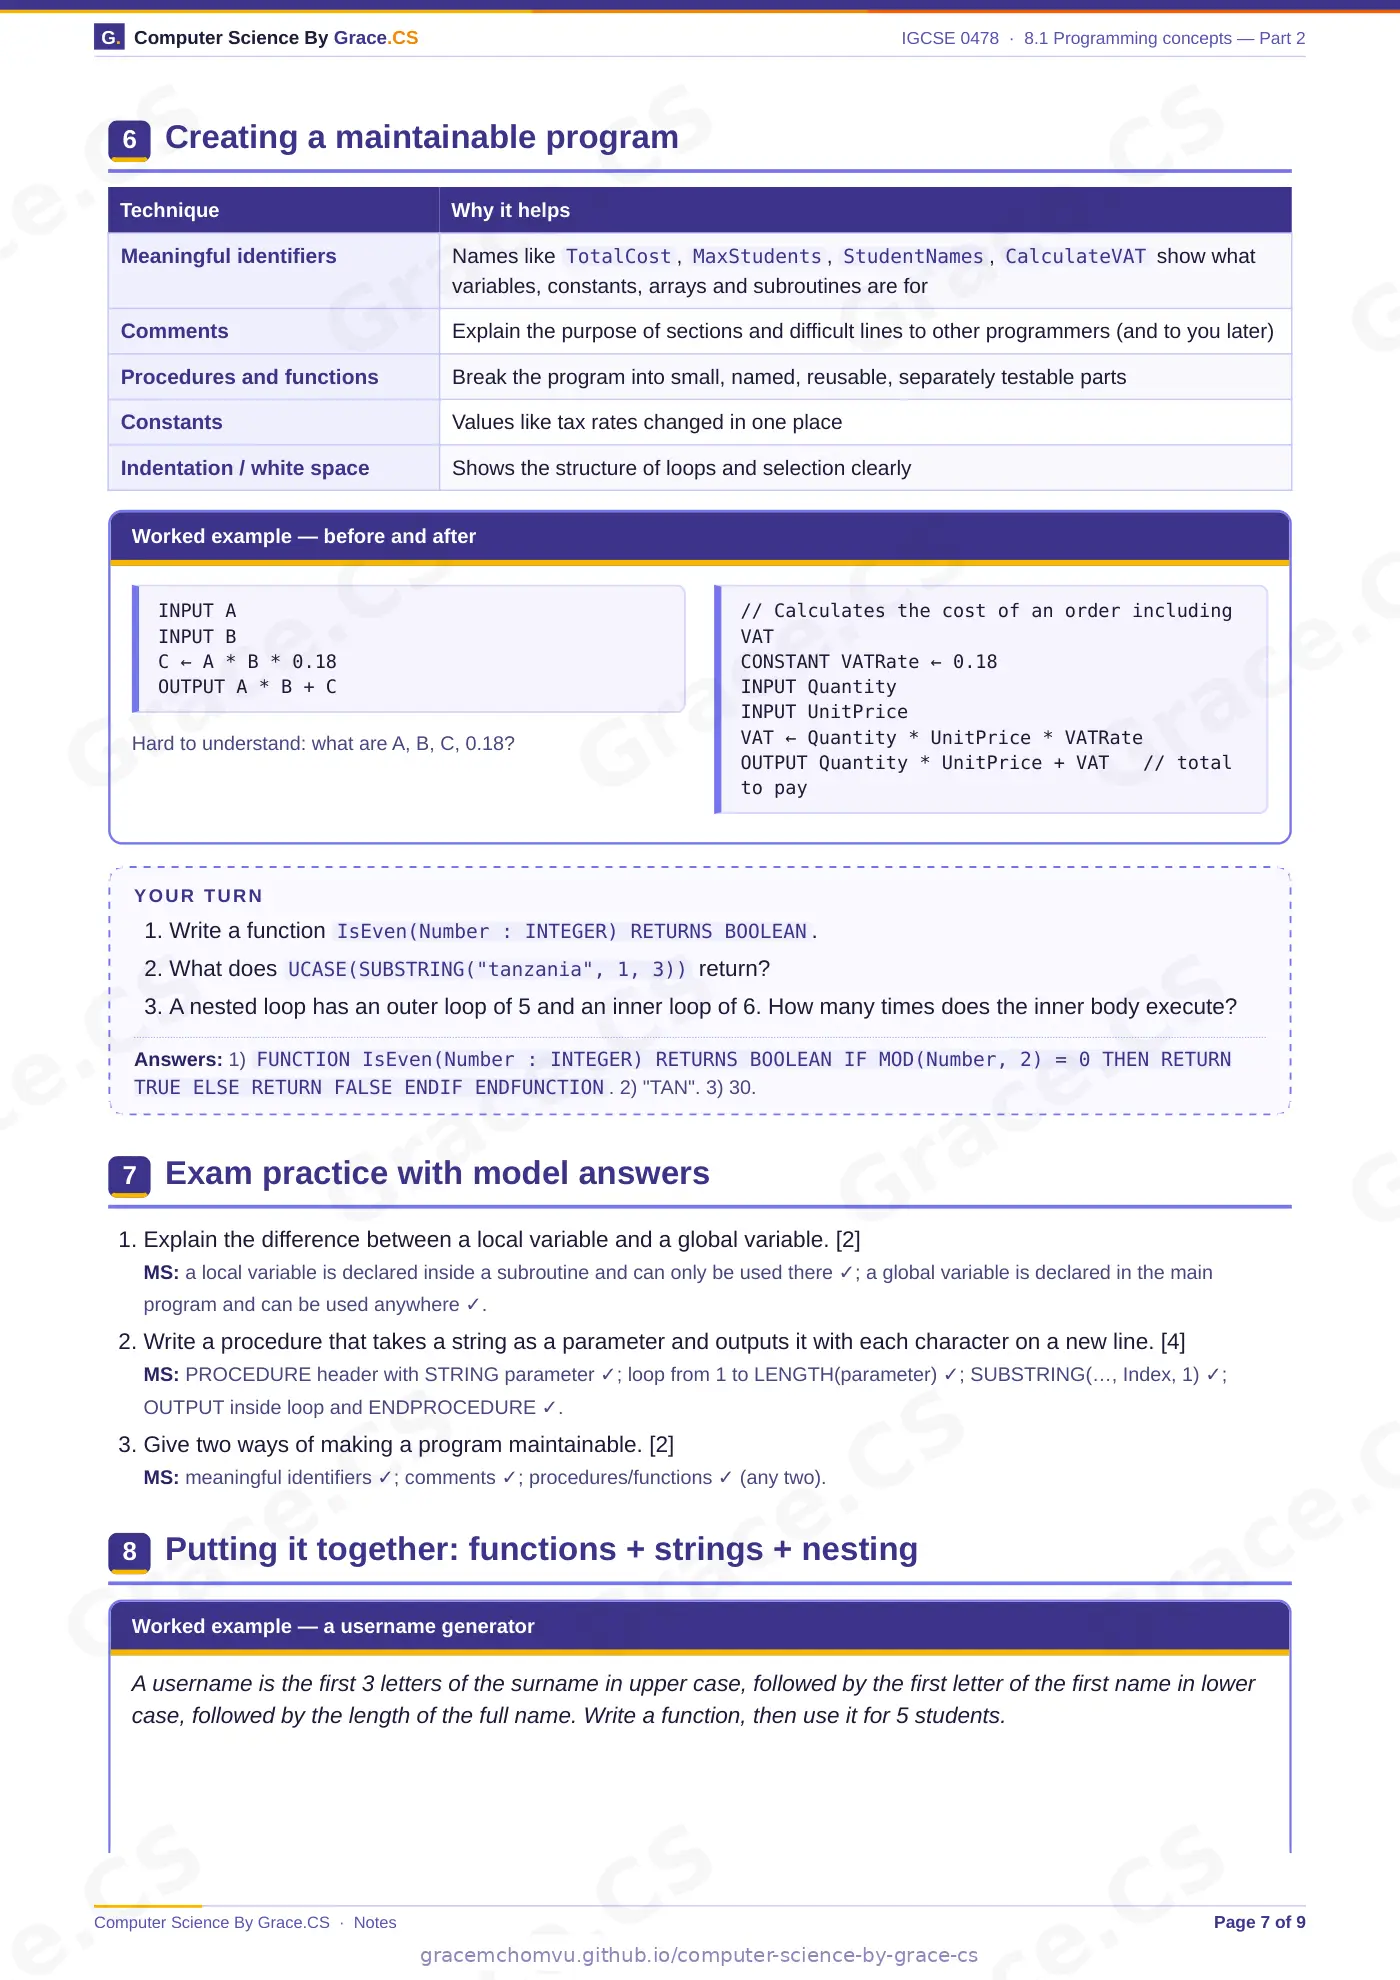 G. Computer Science By Grace.CS
IGCSE 0478 · 8.1 Programming concepts — Part 2
6 Creating a maintainable program
Technique Why it helps
Meaningful identifiers Names like TotalCost, MaxStudents, StudentNames, CalculateVAT show what
variables, constants, arrays and subroutines are for
Comments Explain the purpose of sections and difficult lines to other programmers (and to you later)
Procedures and functions Break the program into small, named, reusable, separately testable parts
Constants Values like tax rates changed in one place
Indentation / white space Shows the structure of loops and selection clearly
Worked example — before and after
INPUT A
INPUT B
C ← A * B * 0.18
OUTPUT A * B + C
Hard to understand: what are A, B, C, 0.18?
// Calculates the cost of an order including
VAT
CONSTANT VATRate ← 0.18
INPUT Quantity
INPUT UnitPrice
VAT ← Quantity * UnitPrice * VATRate
OUTPUT Quantity * UnitPrice + VAT // total
to pay
YOUR TURN
1. Write a function IsEven(Number : INTEGER) RETURNS BOOLEAN.
2. What does UCASE(SUBSTRING("tanzania", 1, 3)) return?
3. A nested loop has an outer loop of 5 and an inner loop of 6. How many times does the inner body execute?
Answers: 1) FUNCTION IsEven(Number : INTEGER) RETURNS BOOLEAN IF MOD(Number, 2) = 0 THEN RETURN
TRUE ELSE RETURN FALSE ENDIF ENDFUNCTION. 2) "TAN". 3) 30.
7 Exam practice with model answers
1. Explain the difference between a local variable and a global variable. [2]
MS: a local variable is declared inside a subroutine and can only be used there ✓; a global variable is declared in the main
program and can be used anywhere ✓.
2. Write a procedure that takes a string as a parameter and outputs it with each character on a new line. [4]
MS: PROCEDURE header with STRING parameter ✓; loop from 1 to LENGTH(parameter) ✓; SUBSTRING(…, Index, 1) ✓;
OUTPUT inside loop and ENDPROCEDURE ✓.
3. Give two ways of making a program maintainable. [2]
MS: meaningful identifiers ✓; comments ✓; procedures/functions ✓ (any two).
8 Putting it together: functions + strings + nesting
Worked example — a username generator
A username is the first 3 letters of the surname in upper case, followed by the first letter of the first name in lower
case, followed by the length of the full name. Write a function, then use it for 5 students.
Computer Science By Grace.CS · Notes
Page 7 of 9
gracemchomvu.github.io/computer-science-by-grace-cs